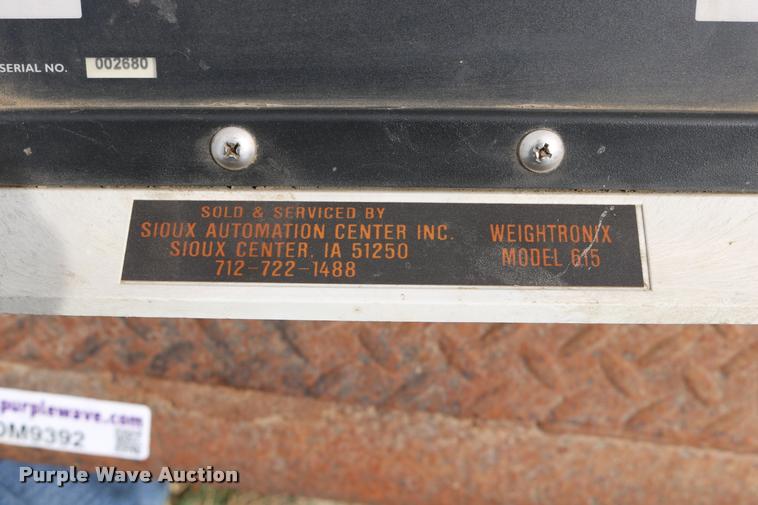 SERIAL NO. 002680
SOLD & SERVICED BY
SIOUX AUTOMATION CENTER INC.
SIOUX CENTER, IA 51250
712-722-1488
WEIGHTRONIX
MODEL 615
purplewave.com
DM9392
Purple Wave Auction